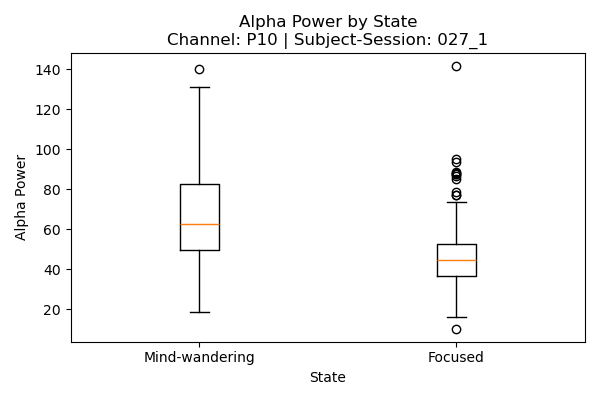 Alpha Power by State
Channel: P10 | Subject-Session: 027_1
Alpha Power
140
120
100
80
60
40
20
Mind-wandering
Focused
State